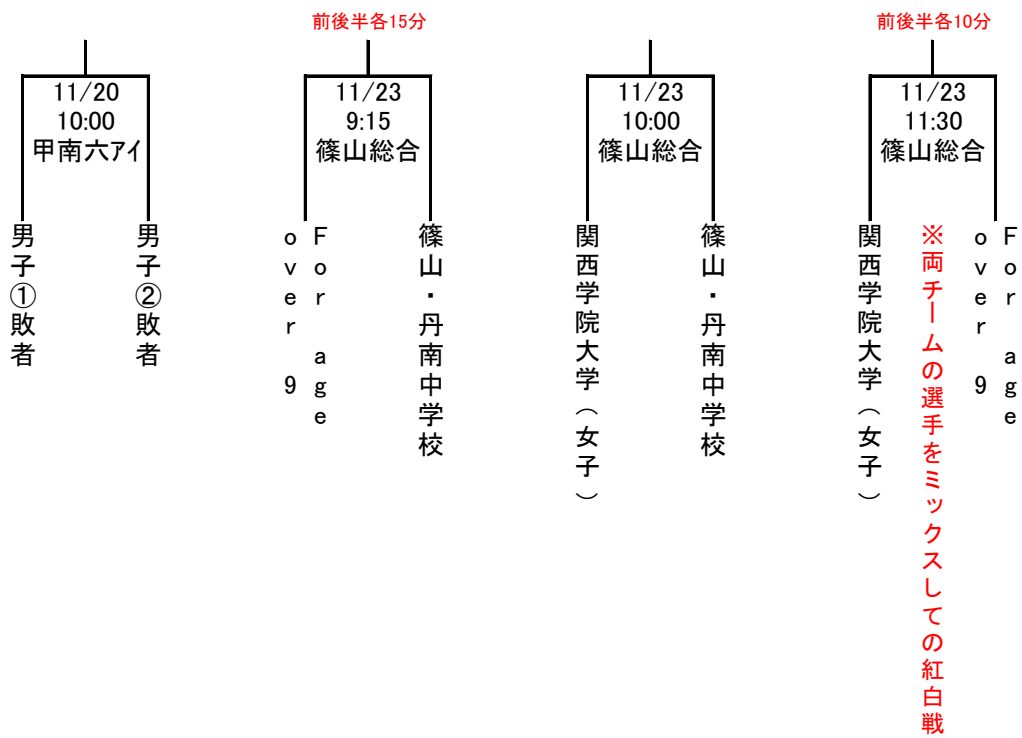 11/20
10:00
甲南六アイ
男子①敗者
男子②敗者
前後半各15分
11/23
9:15
篠山総合
For age
over 9
篠山・丹南中学校
11/23
10:00
篠山総合
関西学院大学（女子）
篠山・丹南中学校
前後半各10分
11/23
11:30
篠山総合
関西学院大学（女子）
※両チームの選手をミックスしての紅白戦
For age
over 9